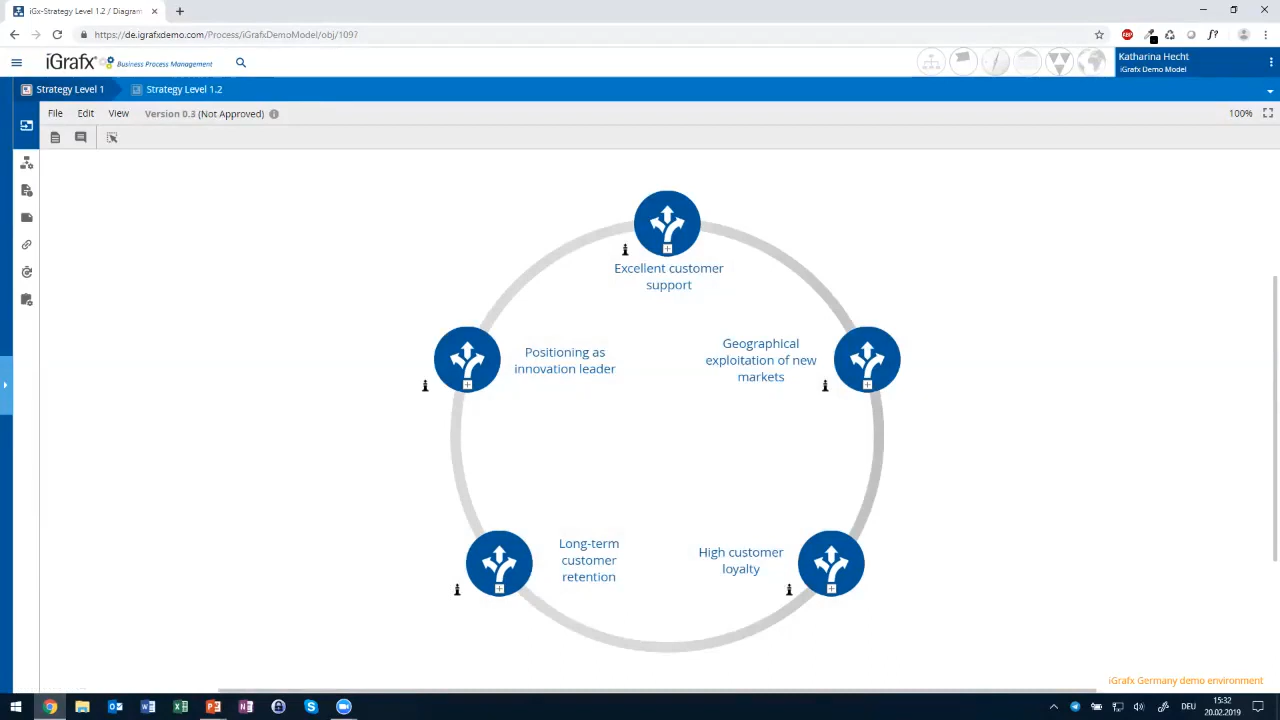 iGx-Strategy Level 1.2 / Diagram
https://de.igrafxdemo.com/Process/iGrafxDemoModel/obj/1097
ABP
f?
iGrafx Business Process Management
Katharina Hecht
iGrafx Demo Model
Strategy Level 1
Strategy Level 1.2
File Edit View Version 0.3 (Not Approved)
100%
Excellent customer
support
Geographical
exploitation of new
markets
Positioning as
innovation leader
Long-term
customer
retention
High customer
loyalty
iGrafx Germany demo environment
DEU
15:32
20.02.2019